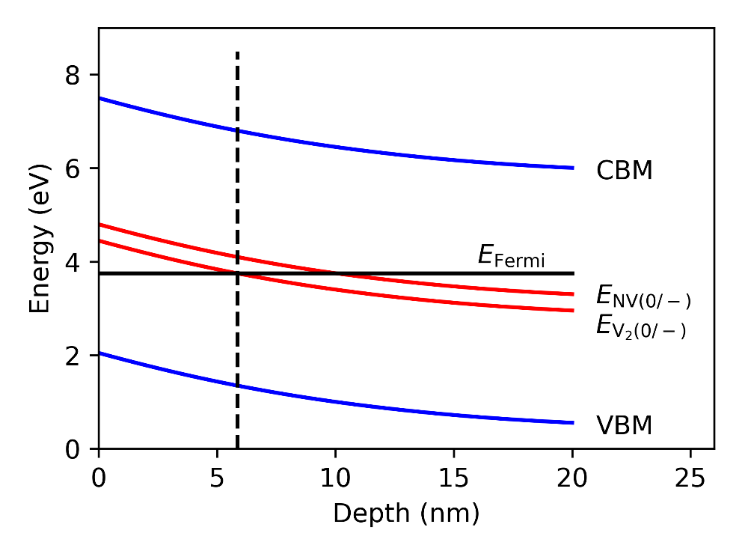 8
6
4
2
0
Energy (eV)
CBM
E_Fermi
E_NV(0/−)
E_V₂(0/−)
VBM
0 5 10 15 20 25
Depth (nm)